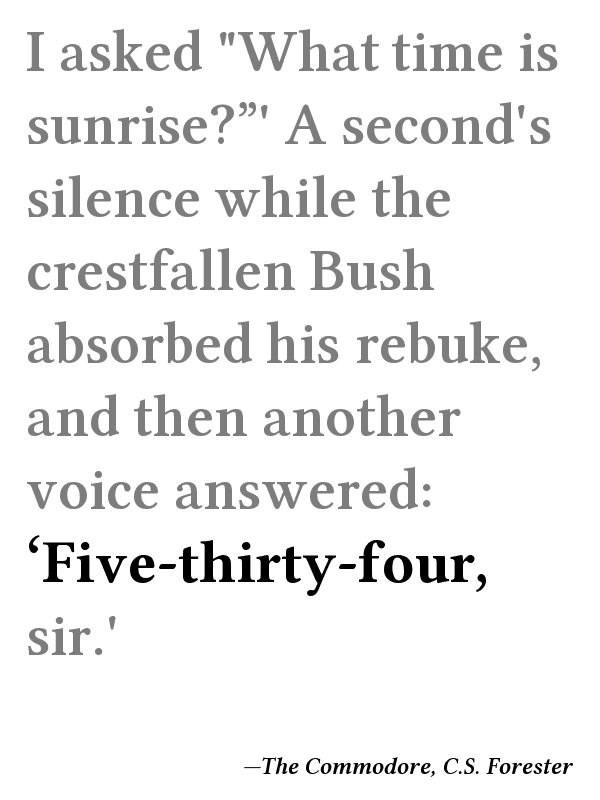 I asked "What time is
sunrise?”' A second's
silence while the
crestfallen Bush
absorbed his rebuke,
and then another
voice answered:
‘Five-thirty-four,
sir.'
—The Commodore, C.S. Forester